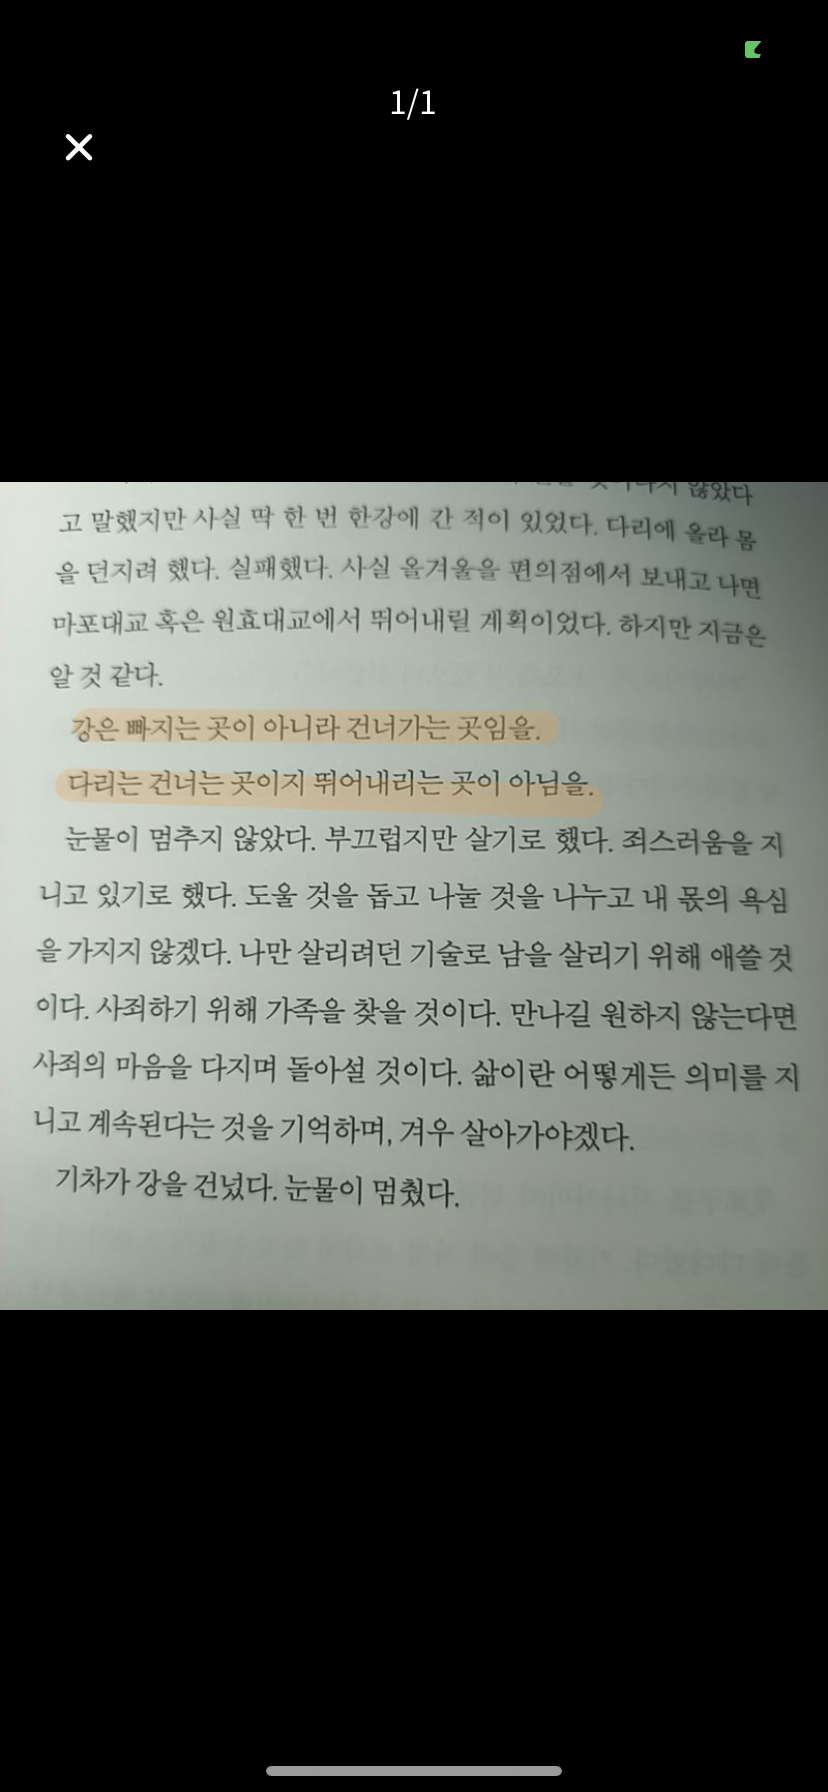 1/1
않았다
고 말했지만 사실 딱 한 번 한강에 간 적이 있었다. 다리에 올라 몸
을 던지려 했다. 실패했다. 사실 올겨울을 편의점에서 보내고 나면
마포대교 혹은 원효대교에서 뛰어내릴 계획이었다. 하지만 지금은
알 것 같다.
강은 빠지는 곳이 아니라 건너가는 곳임을.
다리는 건너는 곳이지 뛰어내리는 곳이 아님을.
눈물이 멈추지 않았다. 부끄럽지만 살기로 했다. 죄스러움을 지
니고 있기로 했다. 도울 것을 돕고 나눌 것을 나누고 내 몫의 욕심
을 가지지 않겠다. 나만 살리려던 기술로 남을 살리기 위해 애쓸 것
이다. 사죄하기 위해 가족을 찾을 것이다. 만나길 원하지 않는다면
사죄의 마음을 다지며 돌아설 것이다. 삶이란 어떻게든 의미를 지
니고 계속된다는 것을 기억하며, 겨우 살아가야겠다.
기차가 강을 건넜다. 눈물이 멈췄다.